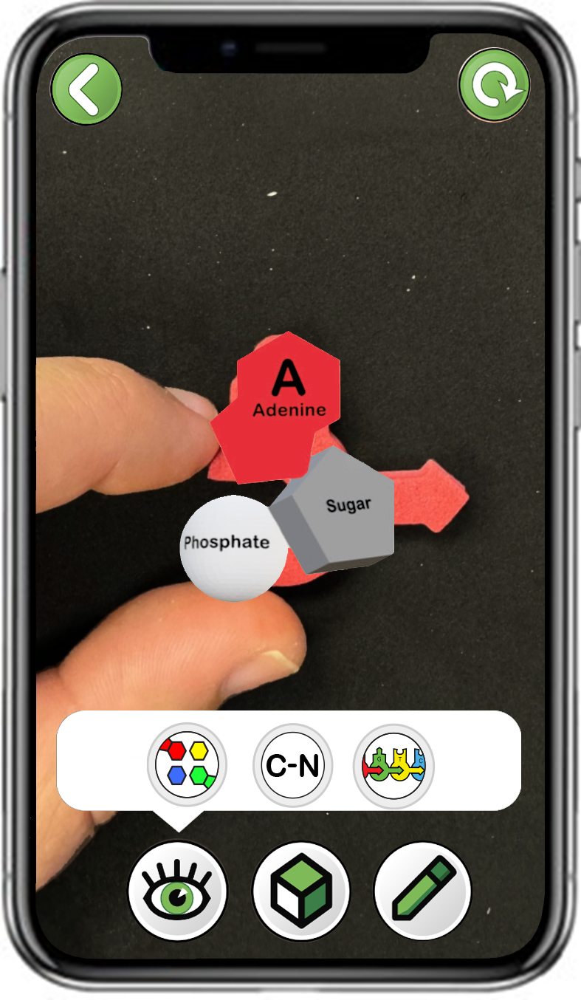 A
Adenine
Sugar
Phosphate
C-N
G
T
C